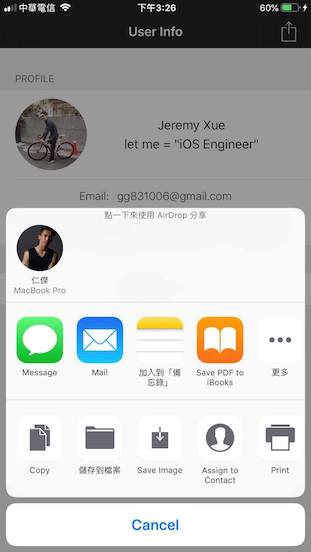 中華電信
下午3:26
60%
User Info
PROFILE
Jeremy Xue
let me = "iOS Engineer"
Email: gg831006@gmail.com
點一下來使用 AirDrop 分享
仁傑
MacBook Pro
Message
Mail
加入到「備
忘錄」
Save PDF to
iBooks
更多
Copy
儲存到檔案
Save Image
Assign to
Contact
Print
Cancel